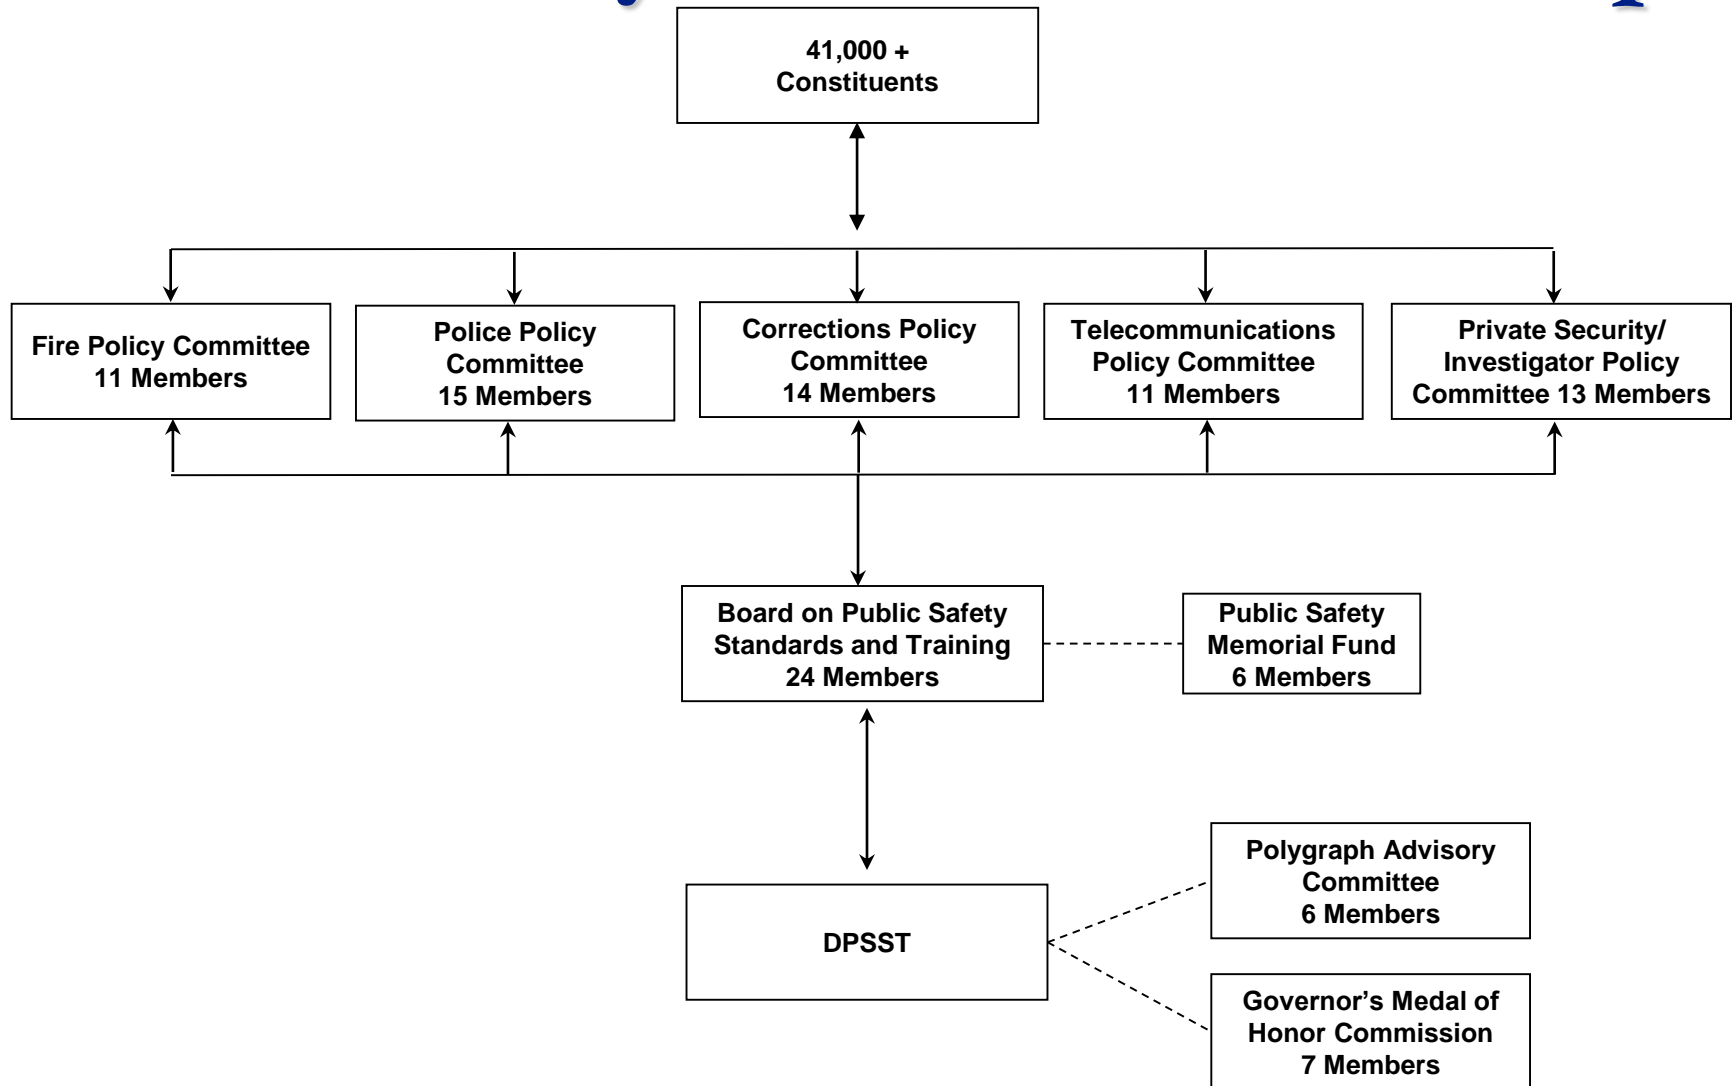 41,000 +
Constituents
Fire Policy Committee
11 Members
Police Policy
Committee
15 Members
Corrections Policy
Committee
14 Members
Telecommunications
Policy Committee
11 Members
Private Security/
Investigator Policy
Committee 13 Members
Board on Public Safety
Standards and Training
24 Members
Public Safety
Memorial Fund
6 Members
Polygraph Advisory
Committee
6 Members
DPSST
Governor’s Medal of
Honor Commission
7 Members